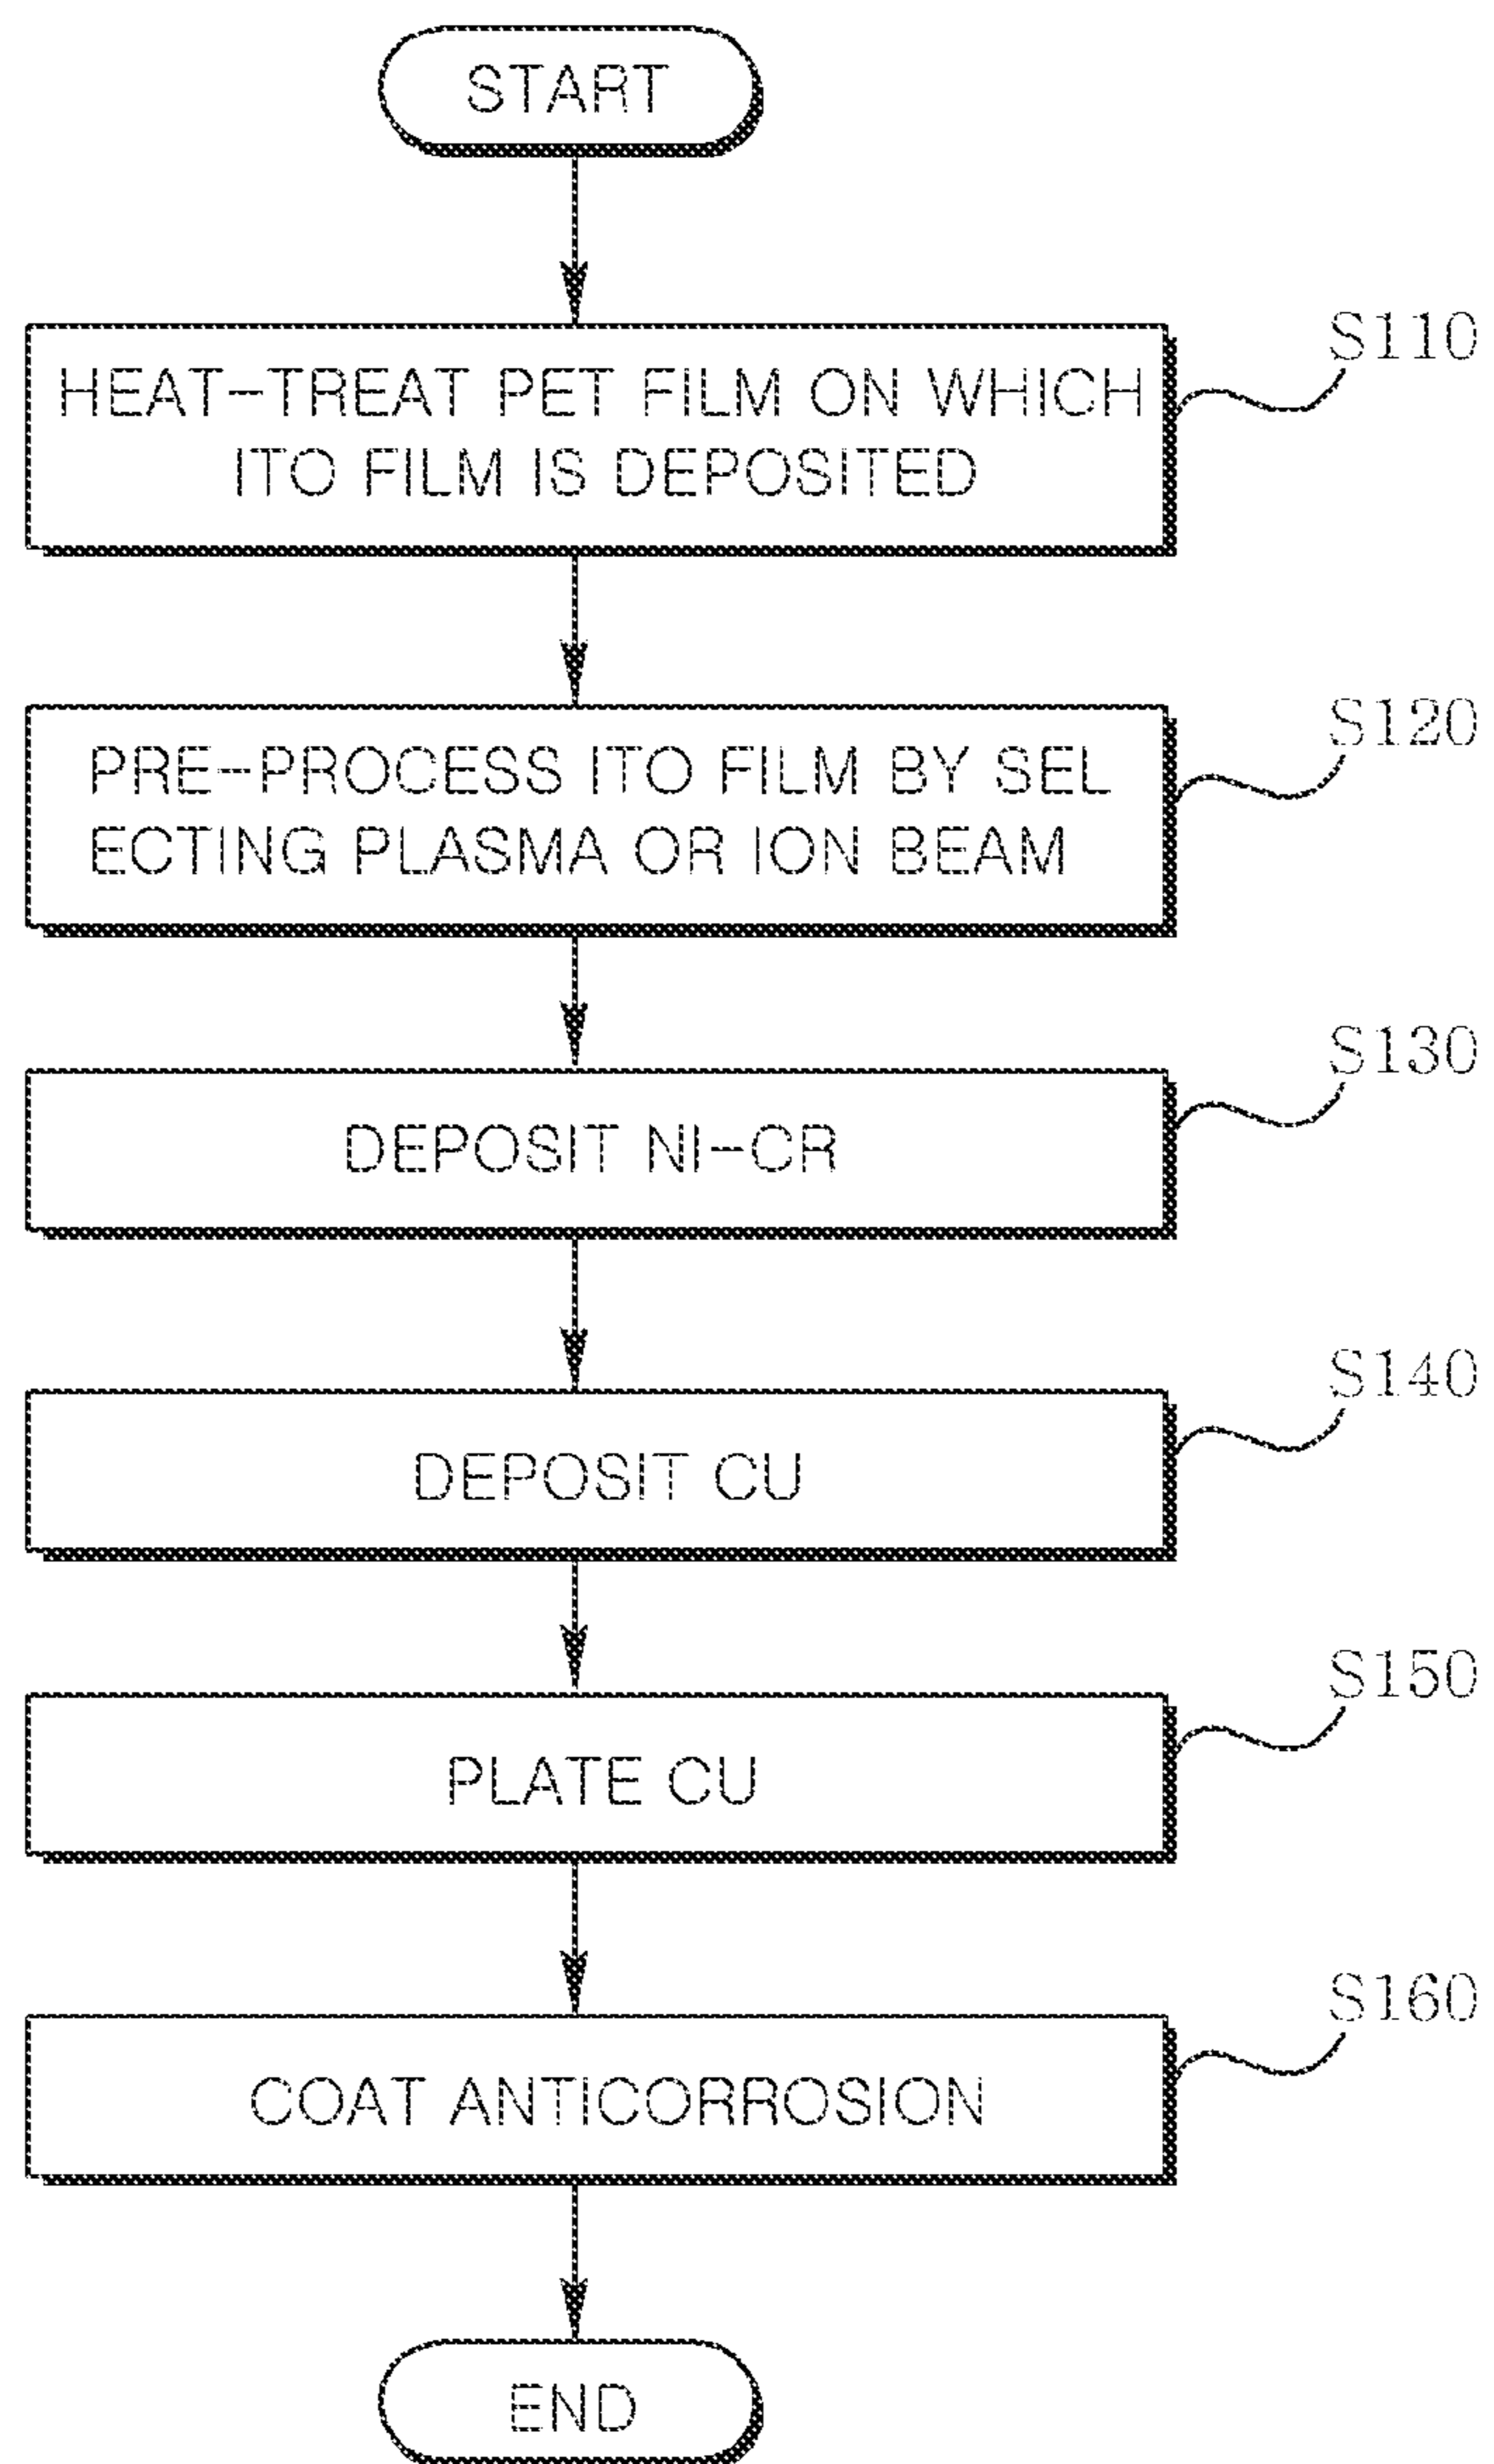 START
S110
HEAT-TREAT PET FILM ON WHICH
ITO FILM IS DEPOSITED
S120
PRE-PROCESS ITO FILM BY SEL
ECTING PLASMA OR ION BEAM
S130
DEPOSIT NI-CR
S140
DEPOSIT CU
S150
PLATE CU
S160
COAT ANTICORROSION
END